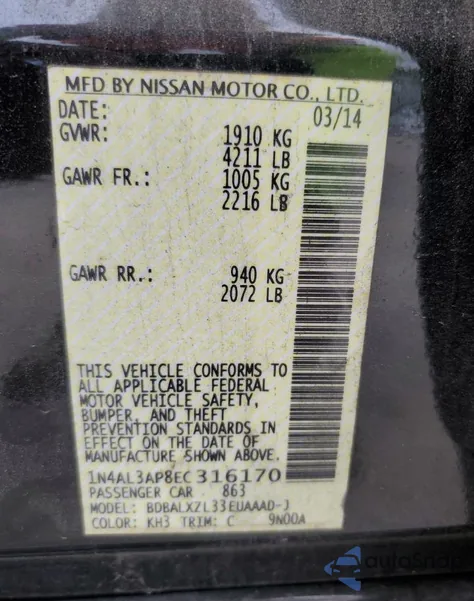 MFD BY NISSAN MOTOR CO., LTD.
DATE: 03/14
GVWR: 1910 KG
4211 LB
GAWR FR.: 1005 KG
2216 LB
GAWR RR.: 940 KG
2072 LB
THIS VEHICLE CONFORMS TO
ALL APPLICABLE FEDERAL
MOTOR VEHICLE SAFETY,
BUMPER, AND THEFT
PREVENTION STANDARDS IN
EFFECT ON THE DATE OF
MANUFACTURE SHOWN ABOVE.
1N4AL3AP8EC316170
PASSENGER CAR 863
MODEL: BDBALXZL33EUAAAD-J
COLOR: KH3 TRIM: C 9N00A
autoSnap